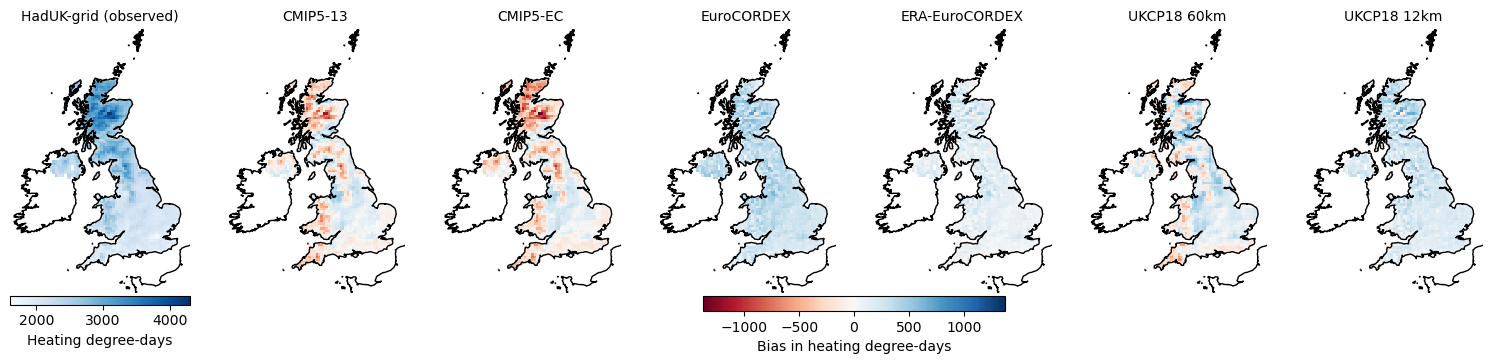 HadUK-grid (observed)
CMIP5-13
CMIP5-EC
EuroCORDEX
ERA-EuroCORDEX
UKCP18 60km
UKCP18 12km
2000 3000 4000
Heating degree-days
−1000 −500 0 500 1000
Bias in heating degree-days